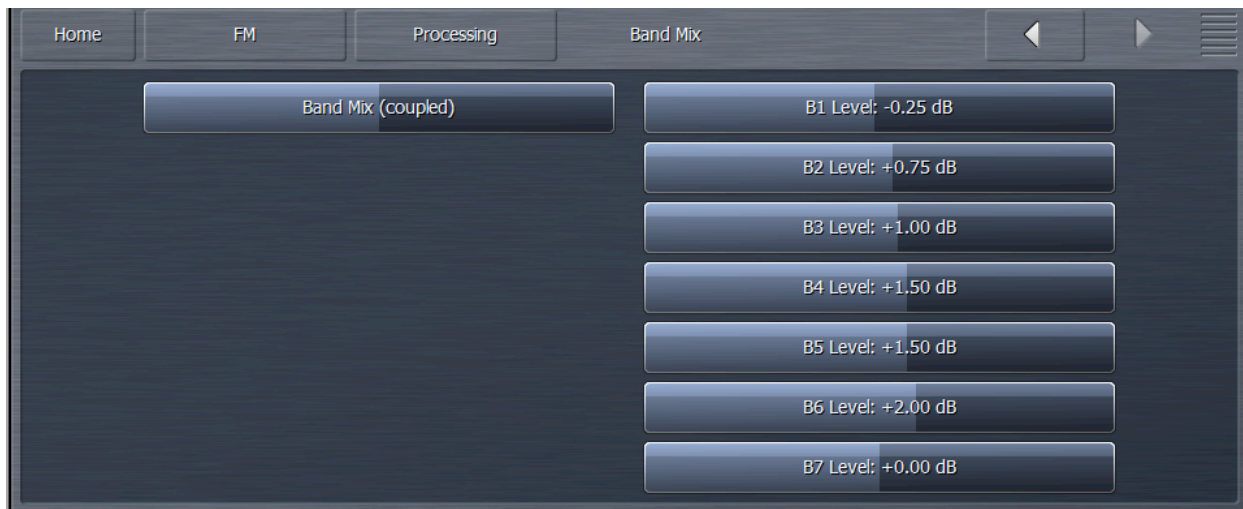 Home FM Processing Band Mix
Band Mix (coupled)
B1 Level: -0.25 dB
B2 Level: +0.75 dB
B3 Level: +1.00 dB
B4 Level: +1.50 dB
B5 Level: +1.50 dB
B6 Level: +2.00 dB
B7 Level: +0.00 dB